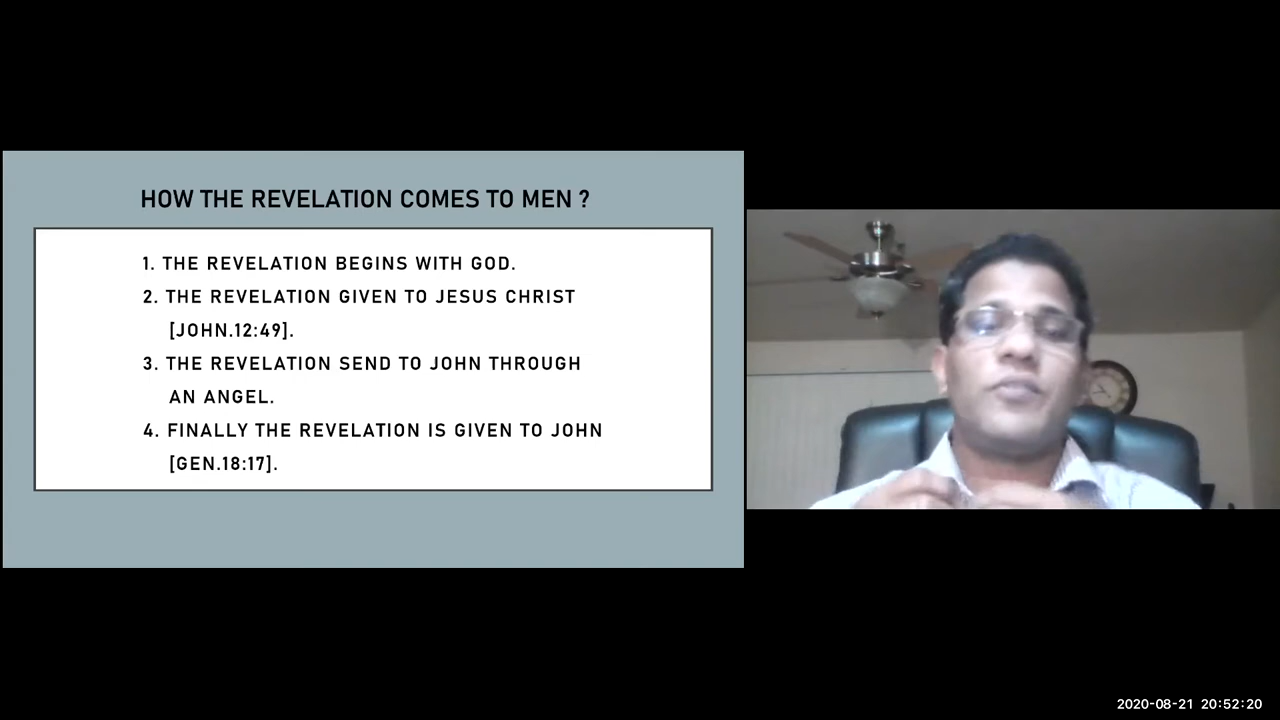 HOW THE REVELATION COMES TO MEN ?
1. THE REVELATION BEGINS WITH GOD.
2. THE REVELATION GIVEN TO JESUS CHRIST
[JOHN.12:49].
3. THE REVELATION SEND TO JOHN THROUGH
AN ANGEL.
4. FINALLY THE REVELATION IS GIVEN TO JOHN
[GEN.18:17].
2020-08-21 20:52:20